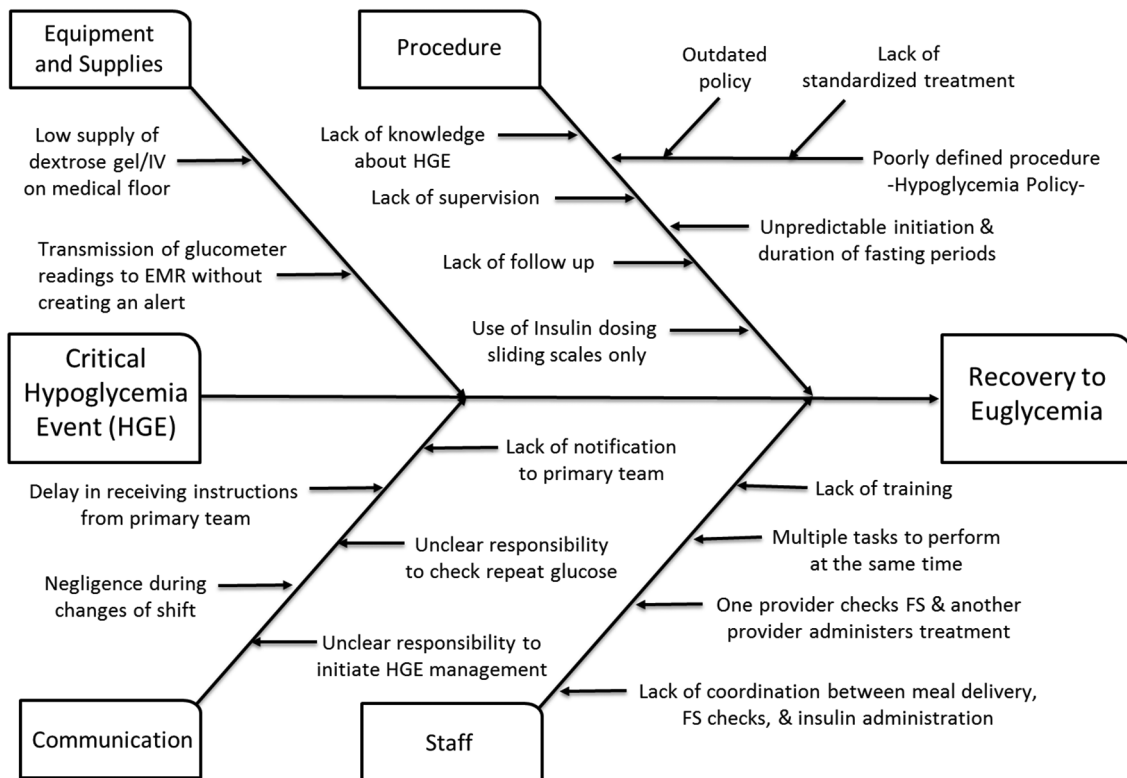 Equipment
and Supplies
Procedure
Outdated
policy
Lack of
standardized treatment
Low supply of
dextrose gel/IV
on medical floor
Lack of knowledge
about HGE
Poorly defined procedure
-Hypoglycemia Policy-
Lack of supervision
Unpredictable initiation &
duration of fasting periods
Transmission of glucometer
readings to EMR without
creating an alert
Lack of follow up
Use of Insulin dosing
sliding scales only
Critical
Hypoglycemia
Event (HGE)
Recovery to
Euglycemia
Lack of notification
to primary team
Delay in receiving instructions
from primary team
Lack of training
Unclear responsibility
to check repeat glucose
Multiple tasks to perform
at the same time
Negligence during
changes of shift
One provider checks FS & another
provider administers treatment
Unclear responsibility to
initiate HGE management
Lack of coordination between meal delivery,
FS checks, & insulin administration
Communication
Staff